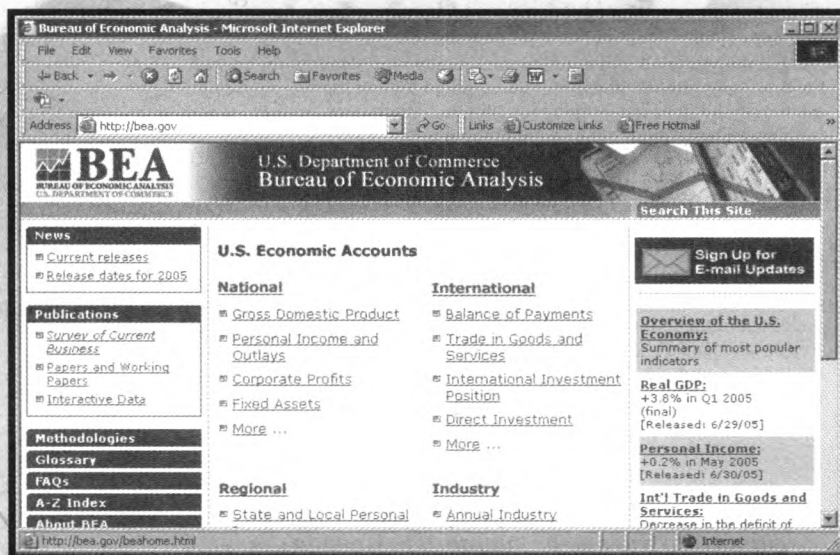 Bureau of Economic Analysis - Microsoft Internet Explorer
File Edit View Favorites Tools Help
Back Search Favorites Media
Address http://bea.gov Go Links Customize Links Free Hotmail »
BEA
BUREAU OF ECONOMIC ANALYSIS
U.S. DEPARTMENT OF COMMERCE
U.S. Department of Commerce
Bureau of Economic Analysis
Search This Site
News
Current releases
Release dates for 2005
Publications
Survey of Current
Business
Papers and Working
Papers
Interactive Data
Methodologies
Glossary
FAQs
A-Z Index
About BEA
U.S. Economic Accounts
National
Gross Domestic Product
Personal Income and
Outlays
Corporate Profits
Fixed Assets
More ...
International
Balance of Payments
Trade in Goods and
Services
International Investment
Position
Direct Investment
More ...
Regional
State and Local Personal
Industry
Annual Industry
Sign Up for
E-mail Updates
Overview of the U.S.
Economy:
Summary of most popular
indicators
Real GDP:
+3.8% in Q1 2005
(final)
[Released: 6/29/05]
Personal Income:
+0.2% in May 2005
[Released: 6/30/05]
Int'l Trade in Goods and
Services:
Decrease in the deficit of
http://bea.gov/beahome.html Internet